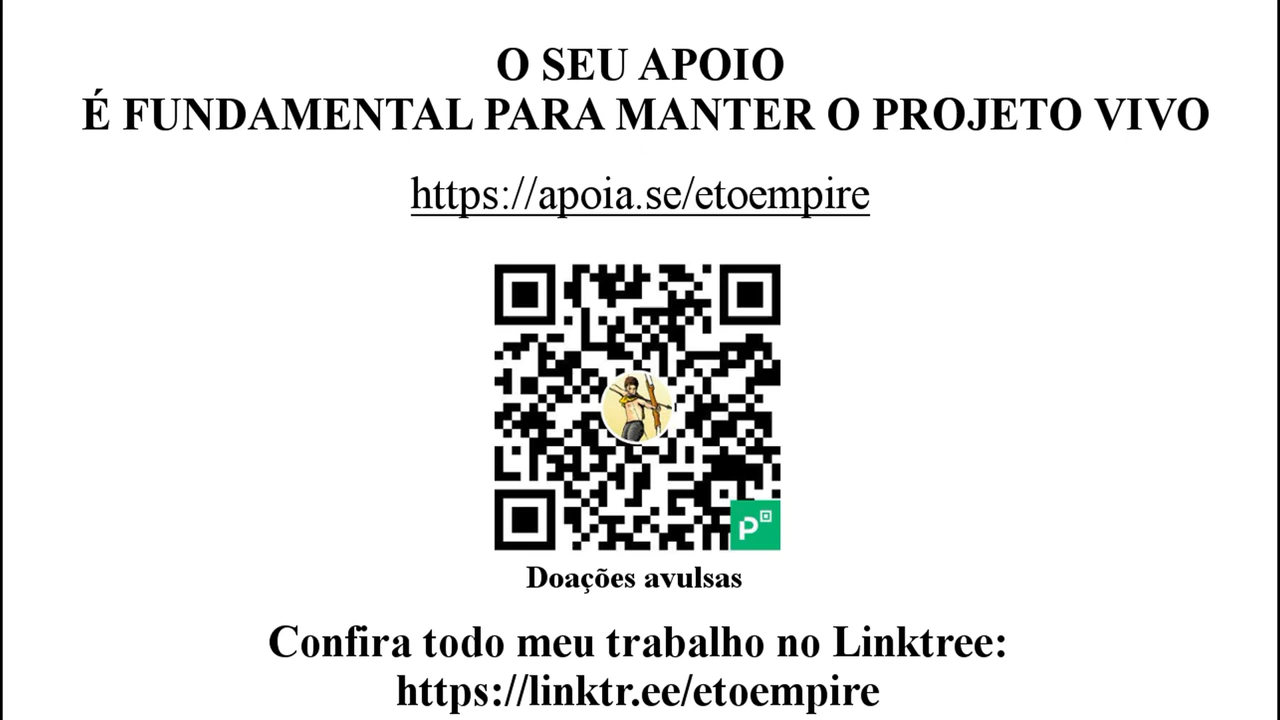 O SEU APOIO
É FUNDAMENTAL PARA MANTER O PROJETO VIVO
https://apoia.se/etoempire
P
Doações avulsas
Confira todo meu trabalho no Linktree:
https://linktr.ee/etoempire